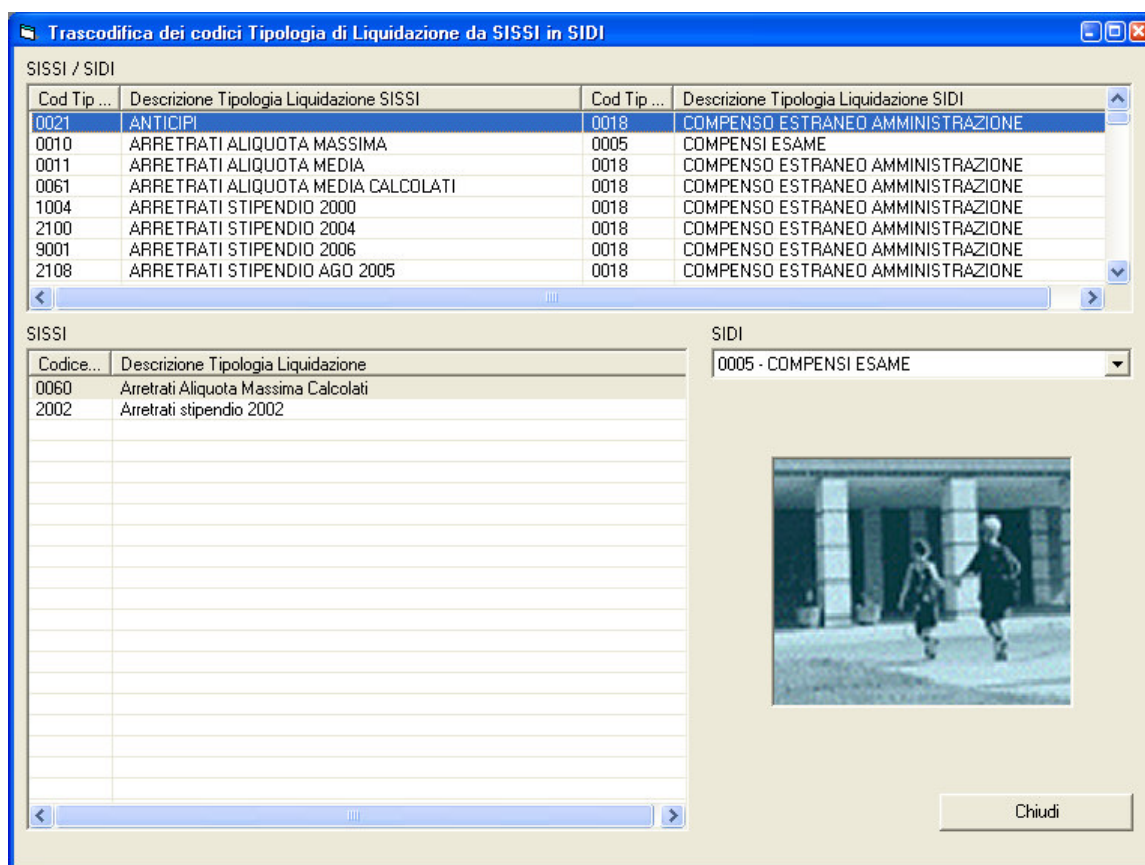 Trascodifica dei codici Tipologia di Liquidazione da SISSI in SIDI
SISSI / SIDI
Cod Tip ... Descrizione Tipologia Liquidazione SISSI Cod Tip ... Descrizione Tipologia Liquidazione SIDI
0021 ANTICIPI 0018 COMPENSO ESTRANEO AMMINISTRAZIONE
0010 ARRETRATI ALIQUOTA MASSIMA 0005 COMPENSI ESAME
0011 ARRETRATI ALIQUOTA MEDIA 0018 COMPENSO ESTRANEO AMMINISTRAZIONE
0061 ARRETRATI ALIQUOTA MEDIA CALCOLATI 0018 COMPENSO ESTRANEO AMMINISTRAZIONE
1004 ARRETRATI STIPENDIO 2000 0018 COMPENSO ESTRANEO AMMINISTRAZIONE
2100 ARRETRATI STIPENDIO 2004 0018 COMPENSO ESTRANEO AMMINISTRAZIONE
9001 ARRETRATI STIPENDIO 2006 0018 COMPENSO ESTRANEO AMMINISTRAZIONE
2108 ARRETRATI STIPENDIO AGO 2005 0018 COMPENSO ESTRANEO AMMINISTRAZIONE
SISSI
Codice... Descrizione Tipologia Liquidazione
0060 Arretrati Aliquota Massima Calcolati
2002 Arretrati stipendio 2002
SIDI
0005 - COMPENSI ESAME
Chiudi